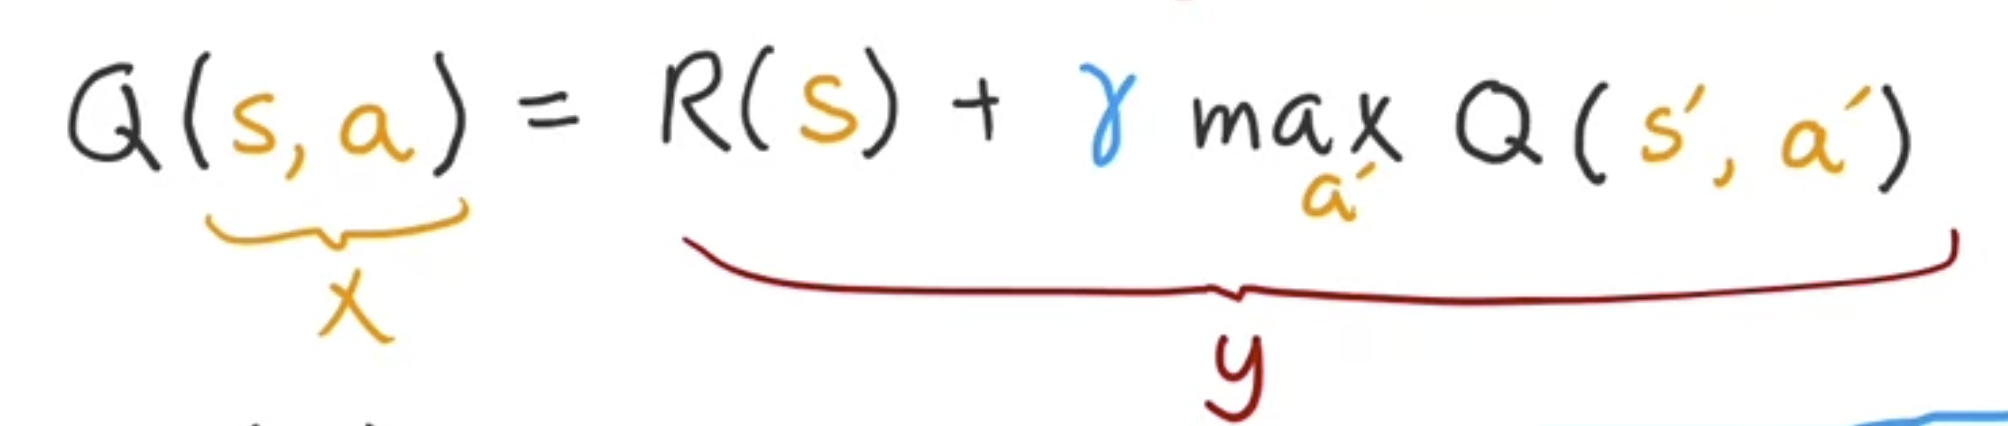 Q(s,a) = R(s) + γ max Q(s′, a′)
a′
x
y